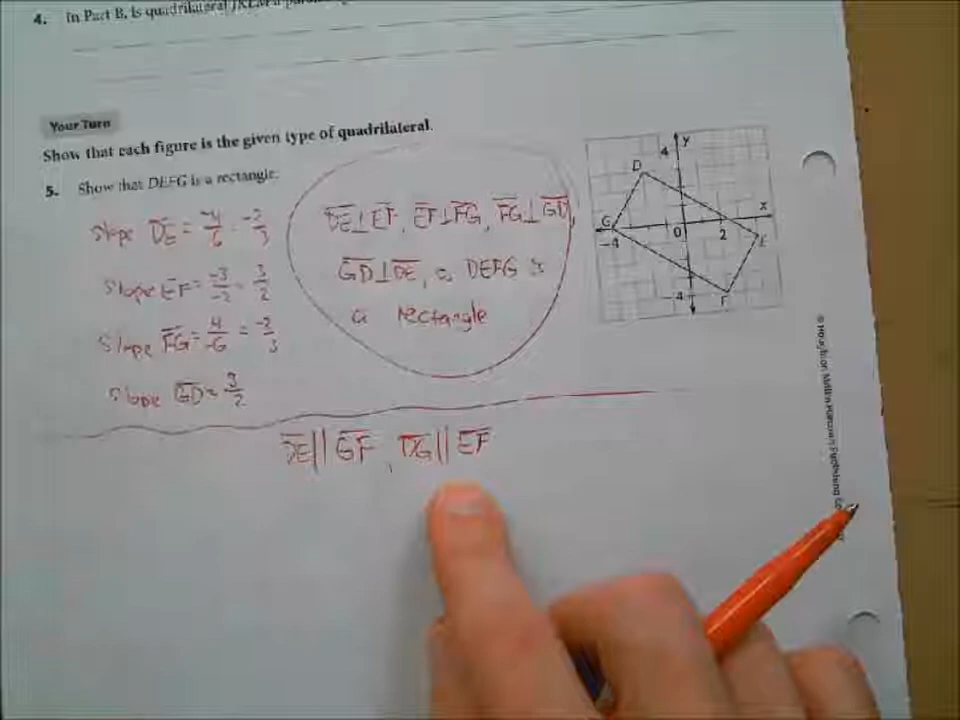 4. In Part B, is quadrilateral JKLM a
Your Turn
Show that each figure is the given type of quadrilateral.
5. Show that DEFG is a rectangle.
slope DE = -4/6 = -2/3
slope EF = -3/-2 = 3/2
slope FG = 4/-6 = -2/3
slope GD = 3/2
DE ⊥ EF, EF ⊥ FG, FG ⊥ GD,
GD ⊥ DE, so DEFG is
a rectangle
4 y
D
x
G
-4 0 2 E
-4 F
DE || GF, DG || EF
© Houghton Mifflin Harcourt Publishing